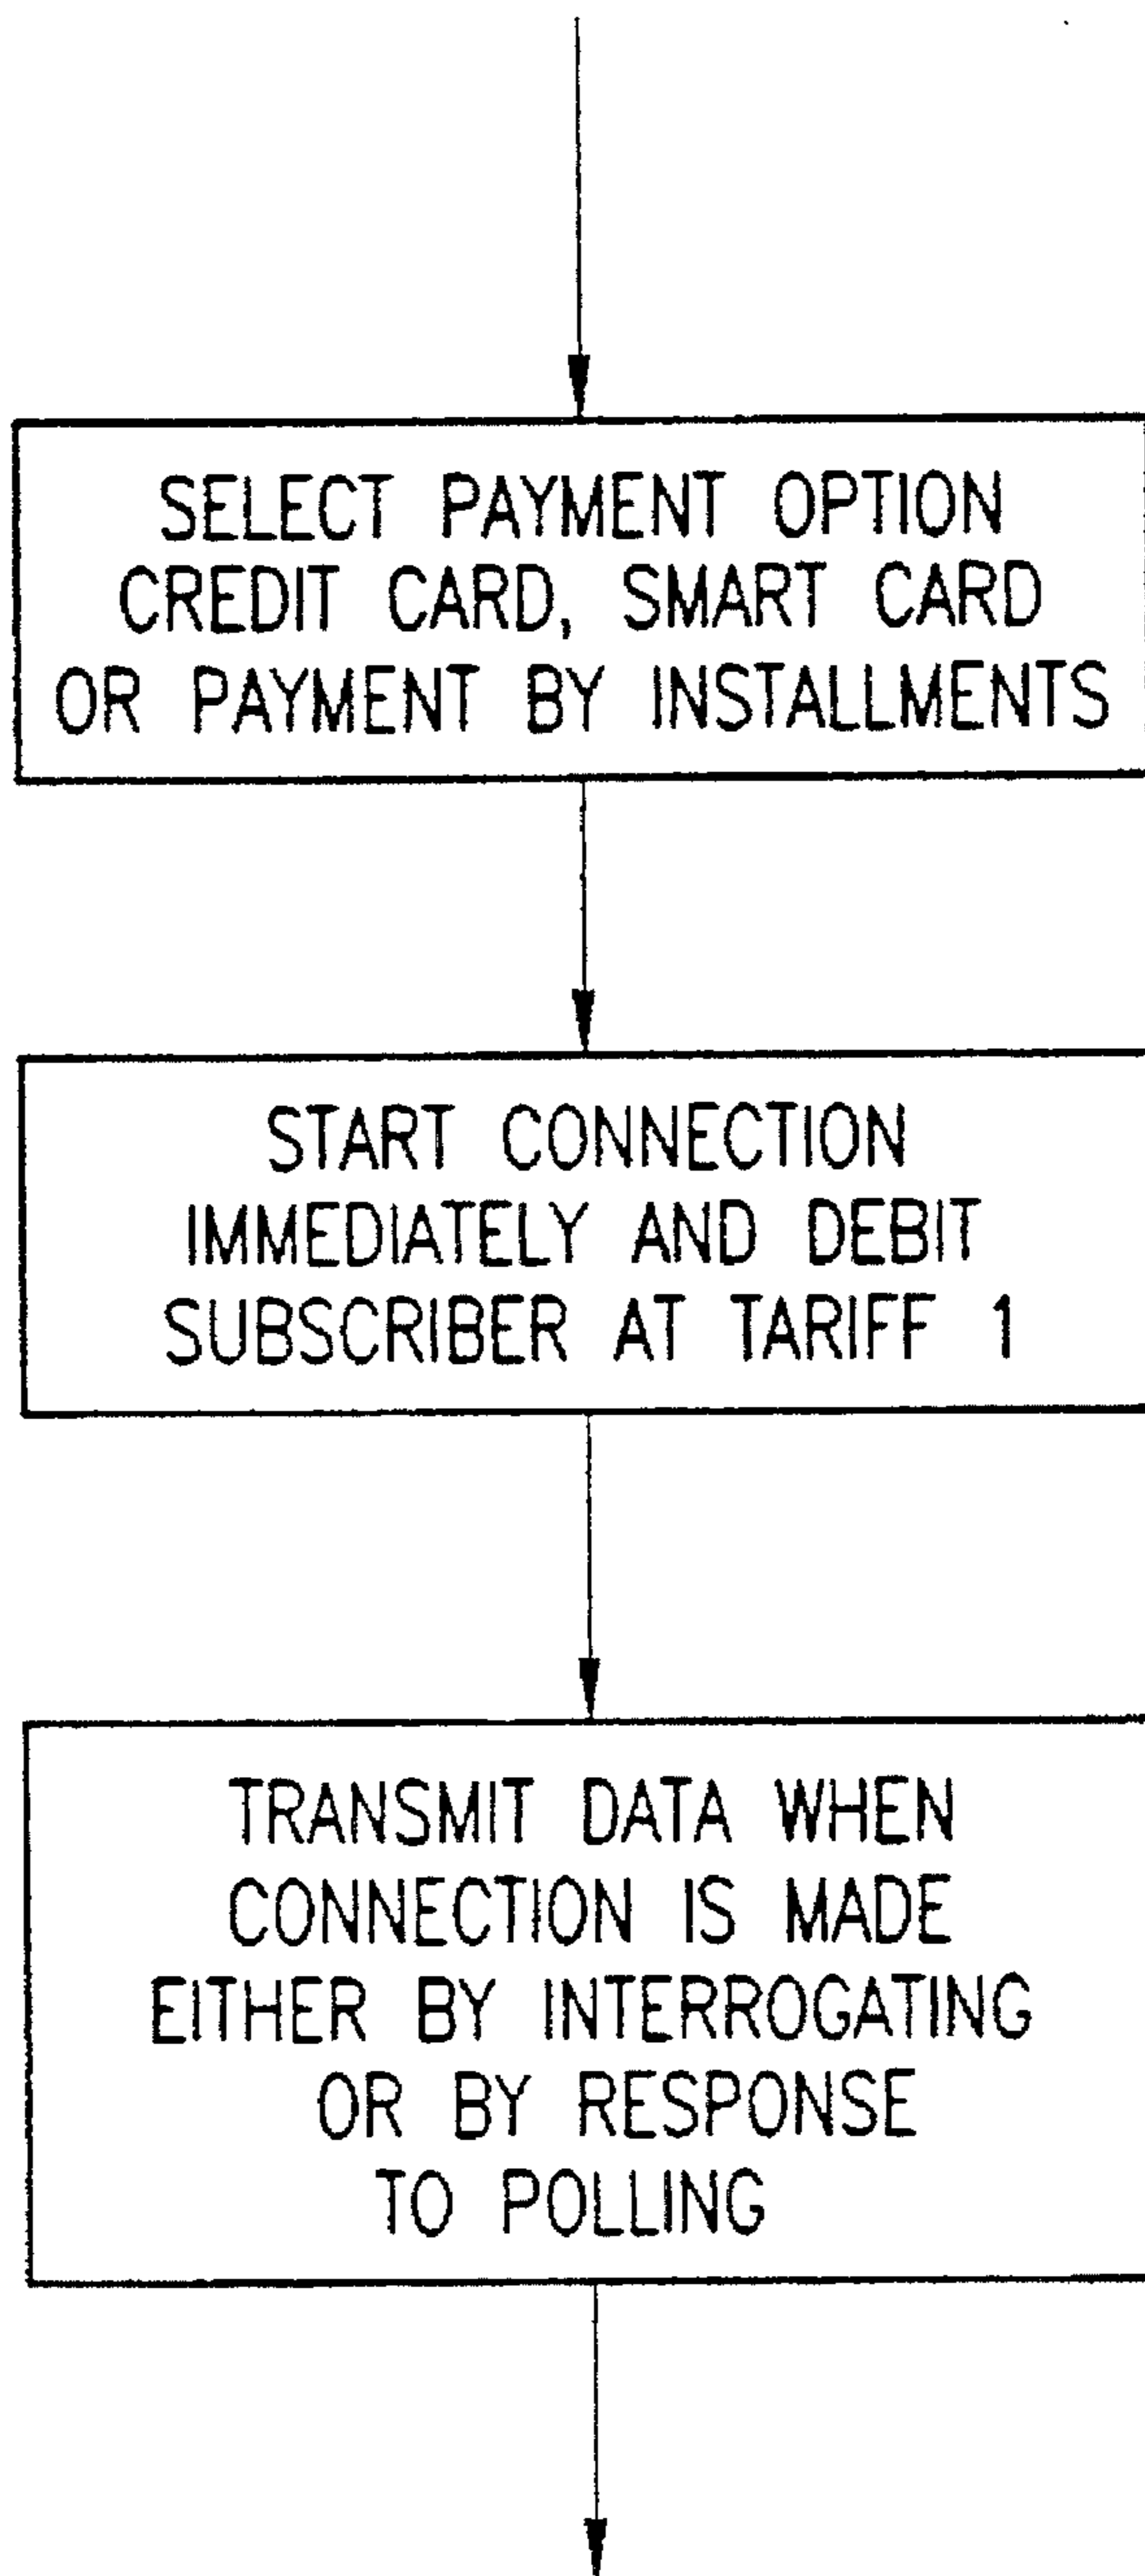 SELECT PAYMENT OPTION
CREDIT CARD, SMART CARD
OR PAYMENT BY INSTALLMENTS
START CONNECTION
IMMEDIATELY AND DEBIT
SUBSCRIBER AT TARIFF 1
TRANSMIT DATA WHEN
CONNECTION IS MADE
EITHER BY INTERROGATING
OR BY RESPONSE
TO POLLING